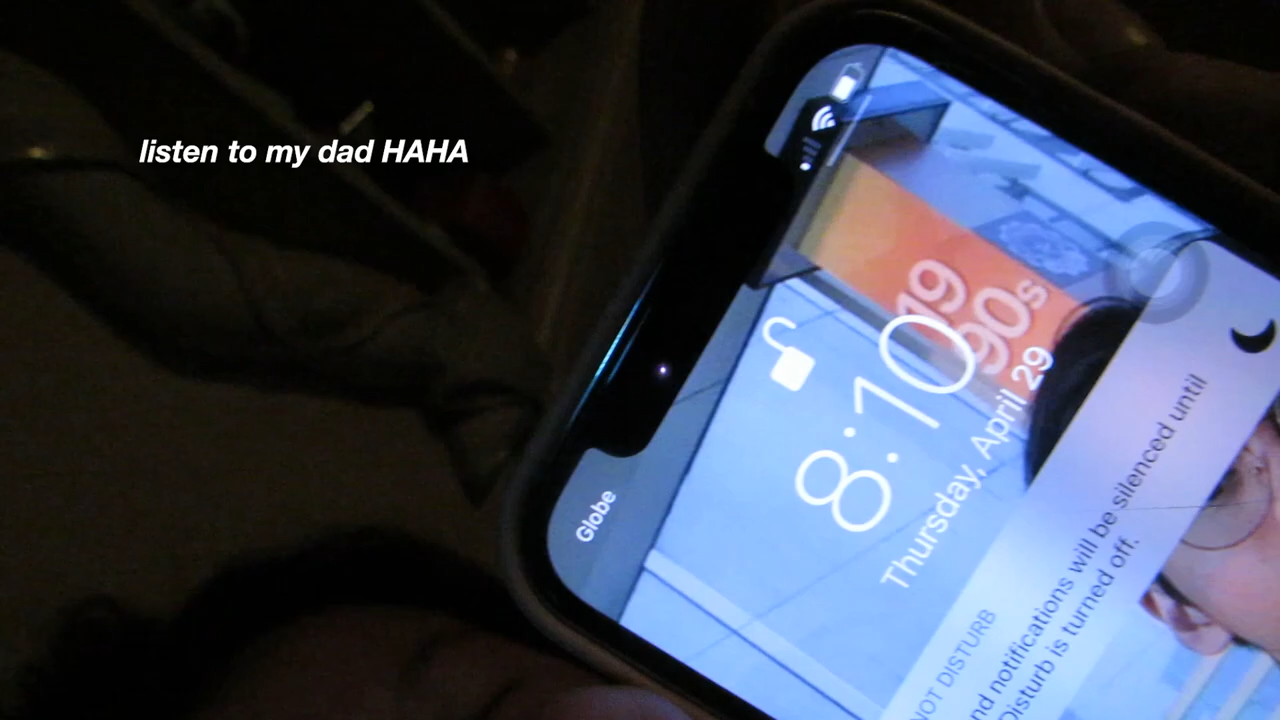 listen to my dad HAHA
Globe
8:10
Thursday, April 29
19
90s
NOT DISTURB
nd notifications will be silenced until
Disturb is turned off.